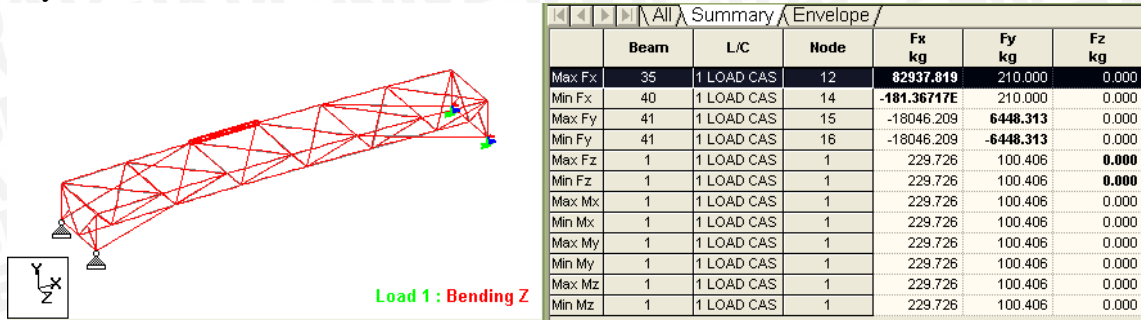 All Summary Envelope
Beam L/C Node Fx kg Fy kg Fz kg
Max Fx 35 1 LOAD CAS 12 82937.819 210.000 0.000
Min Fx 40 1 LOAD CAS 14 -181.36717E 210.000 0.000
Max Fy 41 1 LOAD CAS 15 -18046.209 6448.313 0.000
Min Fy 41 1 LOAD CAS 16 -18046.209 -6448.313 0.000
Max Fz 1 1 LOAD CAS 1 229.726 100.406 0.000
Min Fz 1 1 LOAD CAS 1 229.726 100.406 0.000
Max Mx 1 1 LOAD CAS 1 229.726 100.406 0.000
Min Mx 1 1 LOAD CAS 1 229.726 100.406 0.000
Max My 1 1 LOAD CAS 1 229.726 100.406 0.000
Min My 1 1 LOAD CAS 1 229.726 100.406 0.000
Max Mz 1 1 LOAD CAS 1 229.726 100.406 0.000
Min Mz 1 1 LOAD CAS 1 229.726 100.406 0.000
Y
X
Z
Load 1 : Bending Z